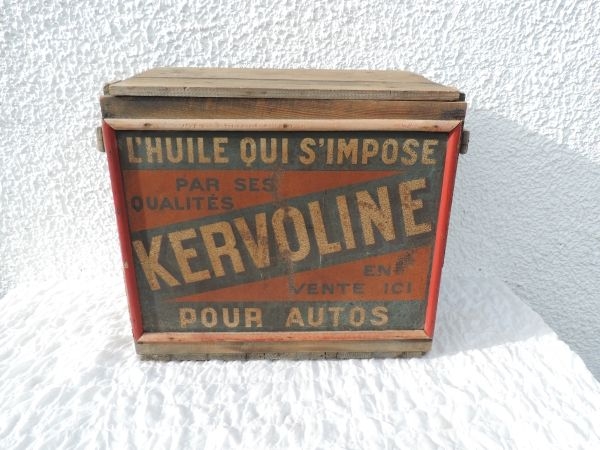 L'HUILE QUI S'IMPOSE
PAR SES
QUALITÉS
KERVOLINE
EN
VENTE ICI
POUR AUTOS